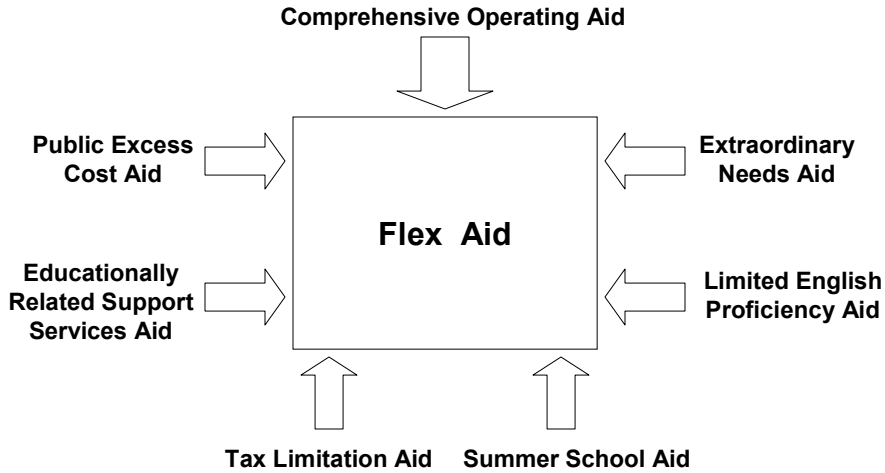 Comprehensive Operating Aid
Public Excess
Cost Aid
Extraordinary
Needs Aid
Flex Aid
Educationally
Related Support
Services Aid
Limited English
Proficiency Aid
Tax Limitation Aid
Summer School Aid